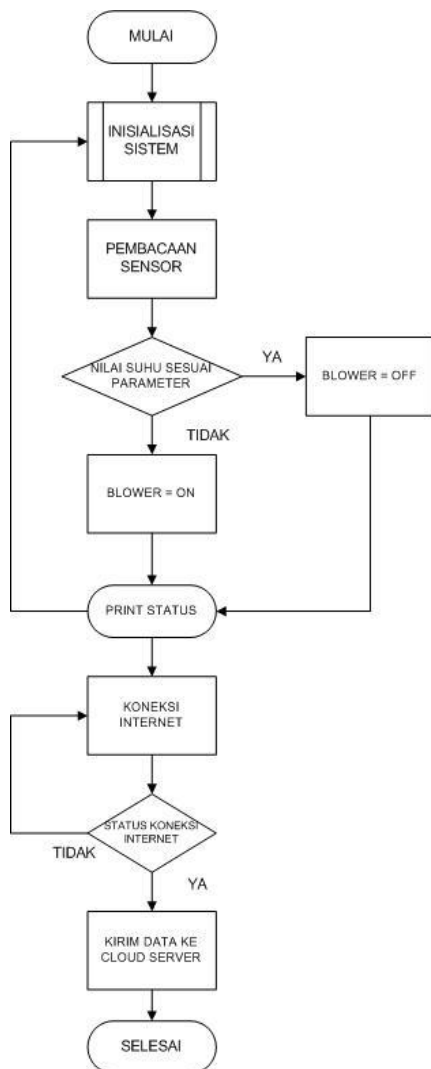 MULAI
INISIALISASI
SISTEM
PEMBACAAN
SENSOR
NILAI SUHU SESUAI
PARAMETER
YA
BLOWER = OFF
TIDAK
BLOWER = ON
PRINT STATUS
KONEKSI
INTERNET
STATUS KONEKSI
INTERNET
TIDAK
YA
KIRIM DATA KE
CLOUD SERVER
SELESAI